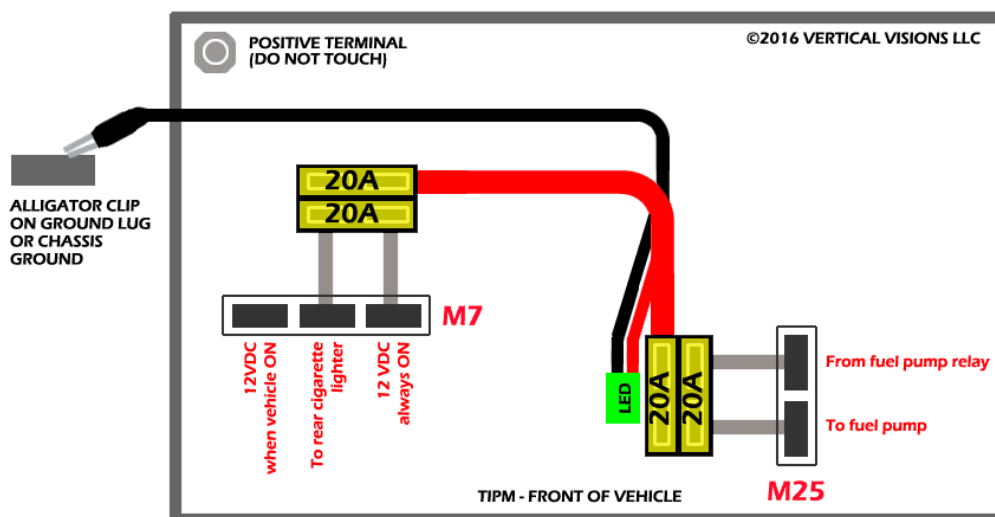 POSITIVE TERMINAL
(DO NOT TOUCH)
©2016 VERTICAL VISIONS LLC
ALLIGATOR CLIP
ON GROUND LUG
OR CHASSIS
GROUND
20A
20A
M7
12VDC
when vehicle ON
To rear cigarette
lighter
12 VDC
always ON
LED
20A
20A
From fuel pump relay
To fuel pump
M25
TIPM - FRONT OF VEHICLE